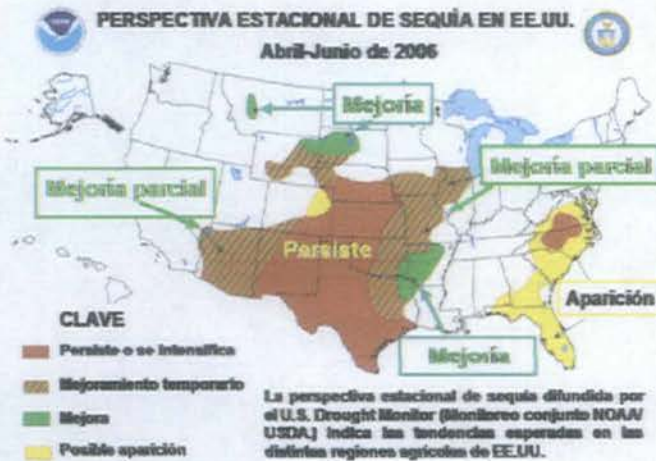 PERSPECTIVA ESTACIONAL DE SEQUÍA EN EE.UU.
Abril-Junio de 2006
Mejoría
Mejoría parcial
Mejoría parcial
Persiste
Aparición
Mejoría
CLAVE
Persiste o se intensifica
Mejoramiento temporario
Mejora
Posible aparición
La perspectiva estacional de sequía difundida por
el U.S. Drought Monitor (Monitoreo conjunto NOAA/
USDA) indica las tendencias esperadas en las
distintas regiones agrícolas de EE.UU.